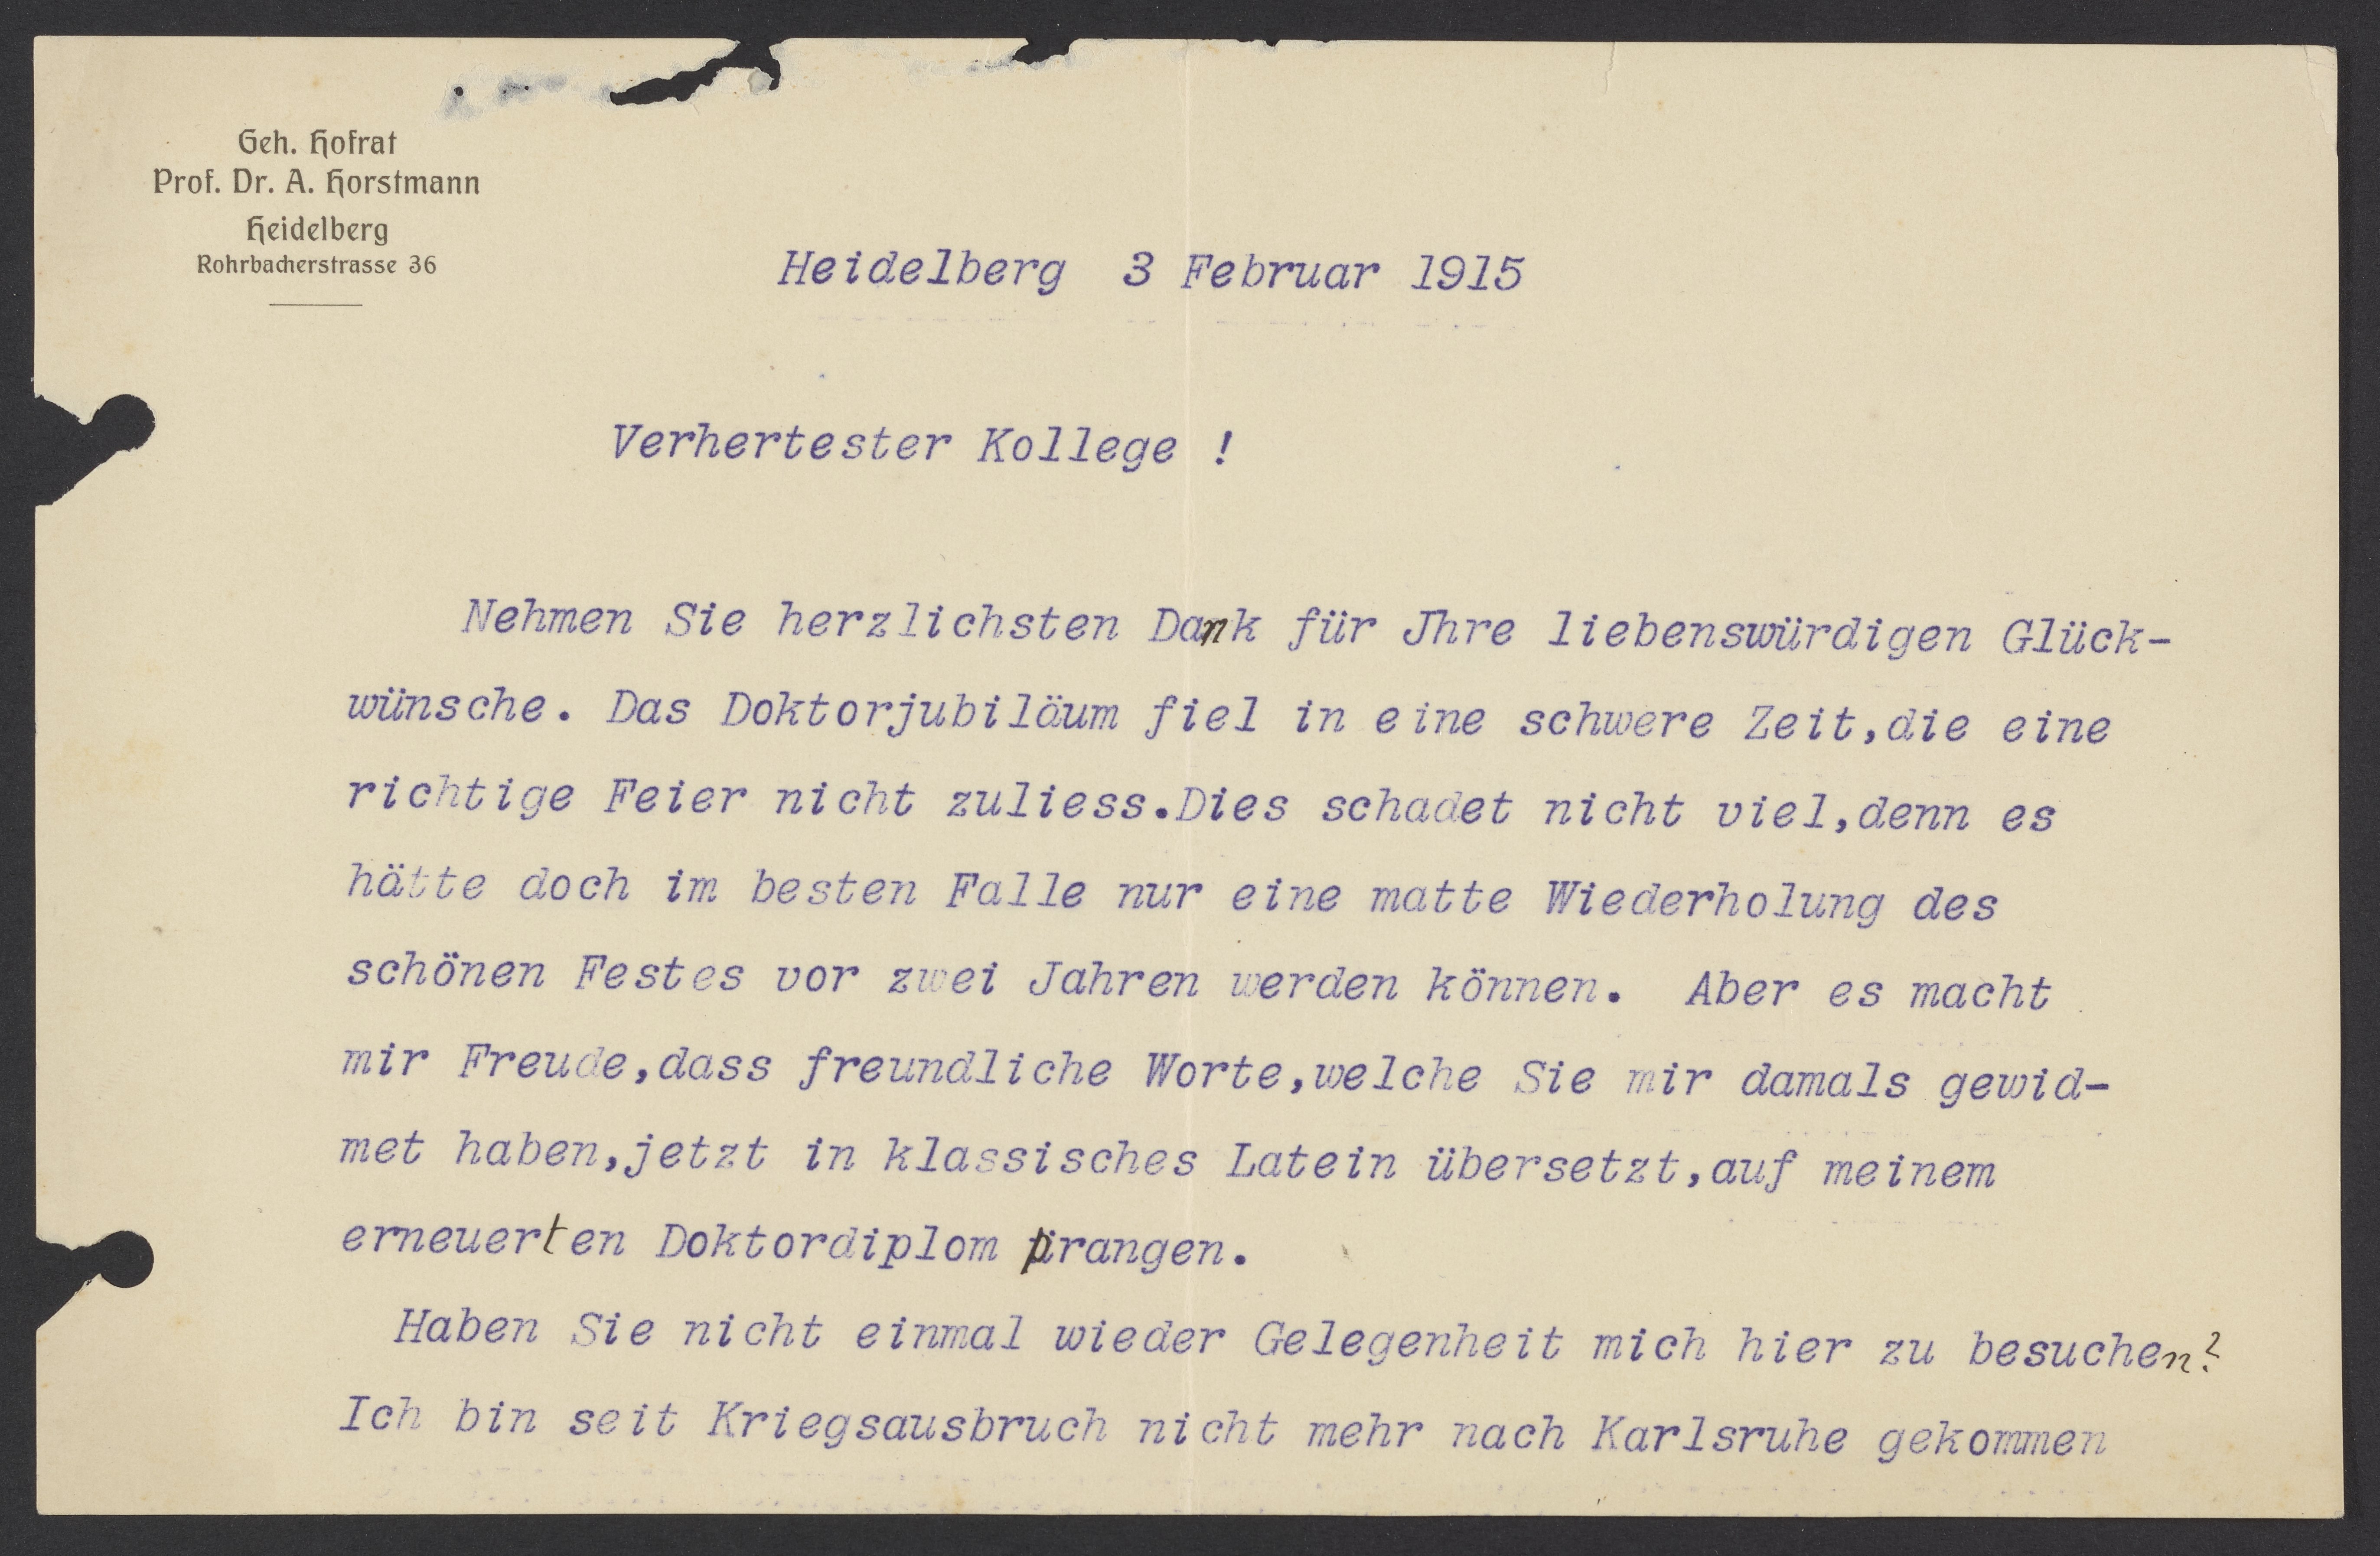 Geh. Hofrat
Prof. Dr. A. Horstmann
Heidelberg
Rohrbacherstrasse 36
Heidelberg 3 Februar 1915
Verhertester Kollege !
Nehmen Sie herzlichsten Dank für Jhre liebenswürdigen Glück-
wünsche. Das Doktorjubiläum fiel in eine schwere Zeit,die eine
richtige Feier nicht zuliess.Dies schadet nicht viel,denn es
hätte doch im besten Falle nur eine matte Wiederholung des
schönen Festes vor zwei Jahren werden können. Aber es macht
mir Freude,dass freundliche Worte,welche Sie mir damals gewid-
met haben,jetzt in klassisches Latein übersetzt,auf meinem
erneuerten Doktordiplom prangen.
Haben Sie nicht einmal wieder Gelegenheit mich hier zu besuchen?
Ich bin seit Kriegsausbruch nicht mehr nach Karlsruhe gekommen